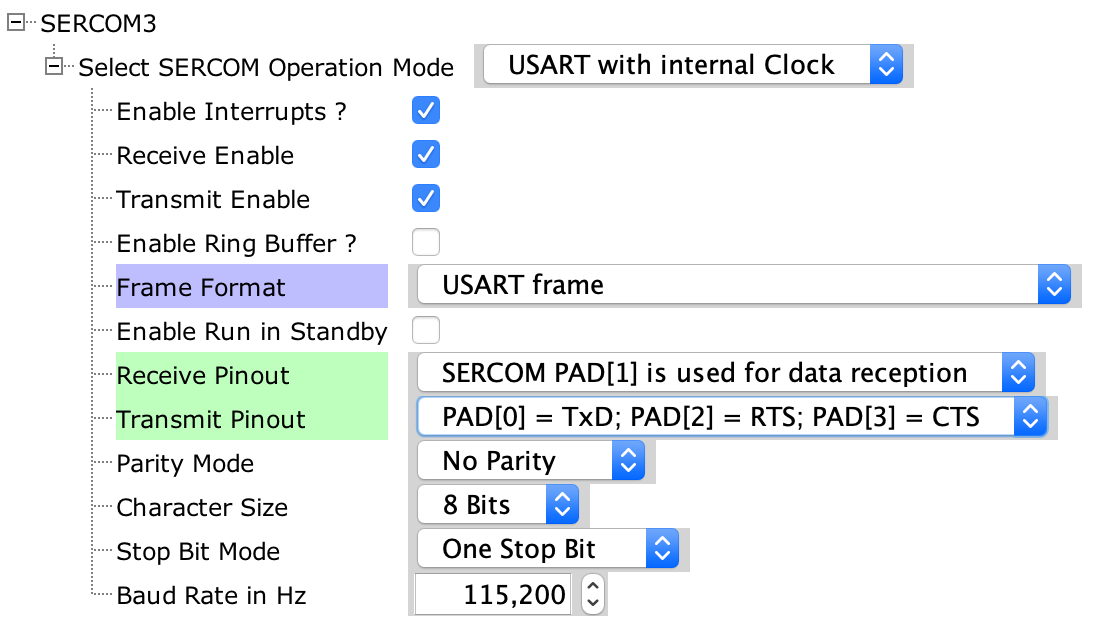 SERCOM3
Select SERCOM Operation Mode USART with internal Clock
Enable Interrupts ?
Receive Enable
Transmit Enable
Enable Ring Buffer ?
Frame Format USART frame
Enable Run in Standby
Receive Pinout SERCOM PAD[1] is used for data reception
Transmit Pinout PAD[0] = TxD; PAD[2] = RTS; PAD[3] = CTS
Parity Mode No Parity
Character Size 8 Bits
Stop Bit Mode One Stop Bit
Baud Rate in Hz 115,200